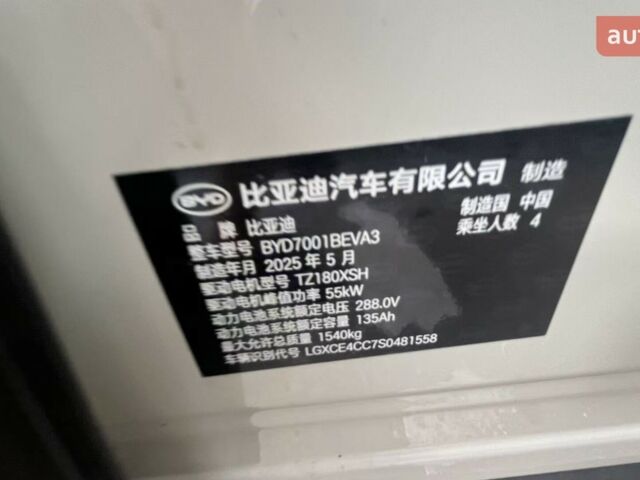 auto
BYD 比亚迪汽车有限公司 制造
品 牌 比亚迪 制造国 中国
整车型号 BYD7001BEVA3 乘坐人数 4
制造年月 2025 年 5 月
驱动电机型号 TZ180XSH
驱动电机峰值功率 55kW
动力电池系统额定电压 288.0V
动力电池系统额定容量 135Ah
最大允许总质量 1540kg
车辆识别代号 LGXCE4CC7S0481558